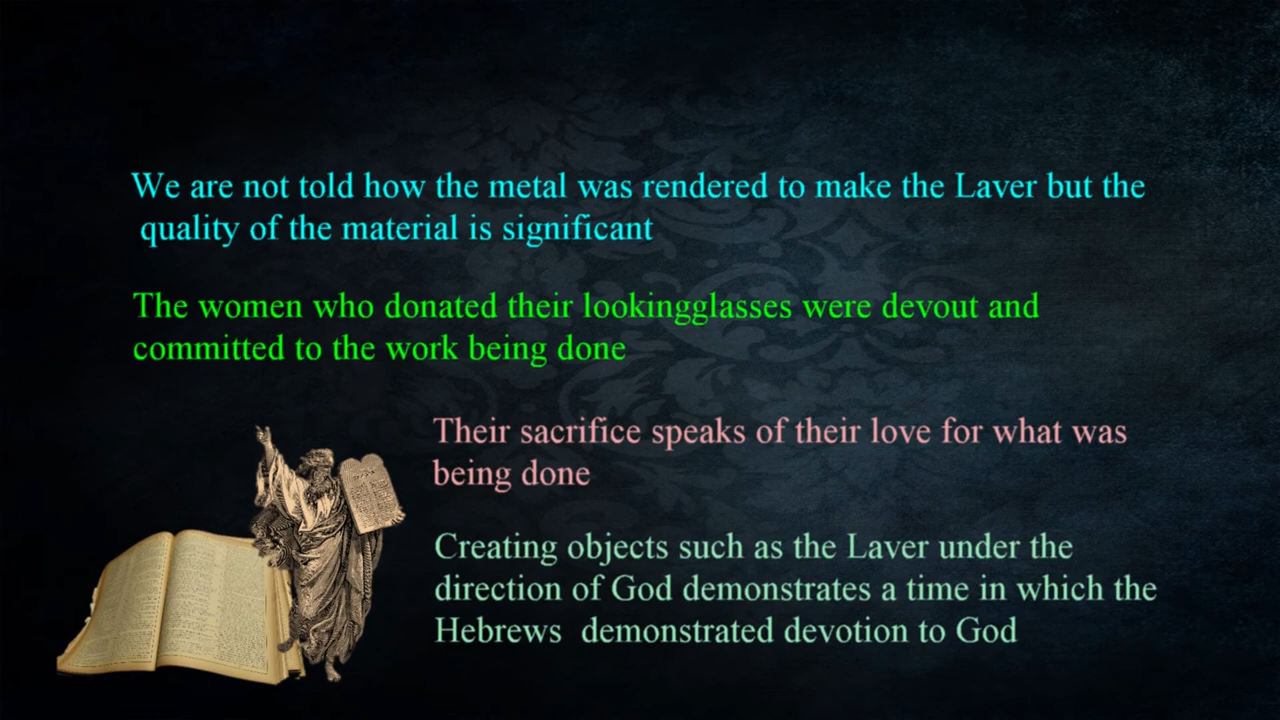 We are not told how the metal was rendered to make the Laver but the
quality of the material is significant
The women who donated their lookingglasses were devout and
committed to the work being done
Their sacrifice speaks of their love for what was
being done
Creating objects such as the Laver under the
direction of God demonstrates a time in which the
Hebrews demonstrated devotion to God